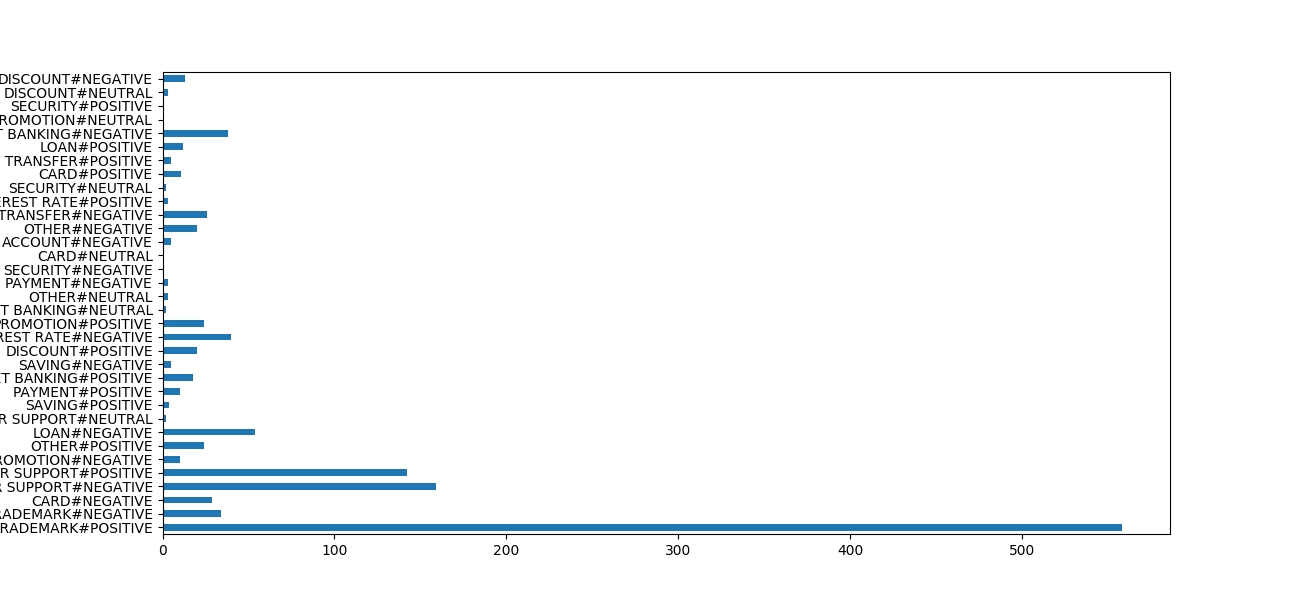 DISCOUNT#NEGATIVE
DISCOUNT#NEUTRAL
SECURITY#POSITIVE
ROMOTION#NEUTRAL
T BANKING#NEGATIVE
LOAN#POSITIVE
TRANSFER#POSITIVE
CARD#POSITIVE
SECURITY#NEUTRAL
EREST RATE#POSITIVE
TRANSFER#NEGATIVE
OTHER#NEGATIVE
ACCOUNT#NEGATIVE
CARD#NEUTRAL
SECURITY#NEGATIVE
PAYMENT#NEGATIVE
OTHER#NEUTRAL
T BANKING#NEUTRAL
PROMOTION#POSITIVE
REST RATE#NEGATIVE
DISCOUNT#POSITIVE
SAVING#NEGATIVE
ET BANKING#POSITIVE
PAYMENT#POSITIVE
SAVING#POSITIVE
R SUPPORT#NEUTRAL
LOAN#NEGATIVE
OTHER#POSITIVE
ROMOTION#NEGATIVE
R SUPPORT#POSITIVE
R SUPPORT#NEGATIVE
CARD#NEGATIVE
RADEMARK#NEGATIVE
RADEMARK#POSITIVE
0 100 200 300 400 500